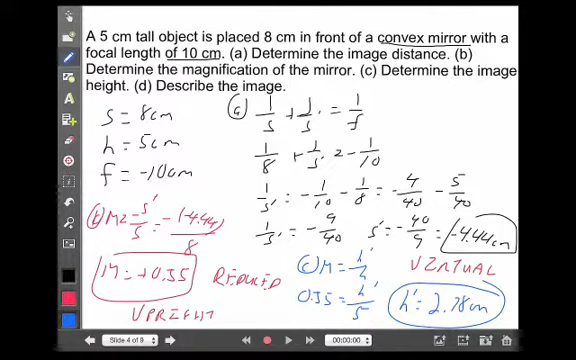 A 5 cm tall object is placed 8 cm in front of a convex mirror with a
focal length of 10 cm. (a) Determine the image distance. (b)
Determine the magnification of the mirror. (c) Determine the image
height. (d) Describe the image.
s = 8cm
h = 5cm
f = -10cm
(a) 1/s + 1/s' = 1/f
1/8 + 1/s' = -1/10
1/s' = -1/10 - 1/8 = -4/40 - 5/40
1/s' = -9/40 s' = -40/9 = -4.44cm
VIRTUAL
(b) M = -s'/s = -(-4.44)/8
M = +0.55 REDUCED
UPRIGHT
(c) M = h'/h
0.55 = h'/5 h' = 2.78cm
Slide 4 of 9
00:00:00